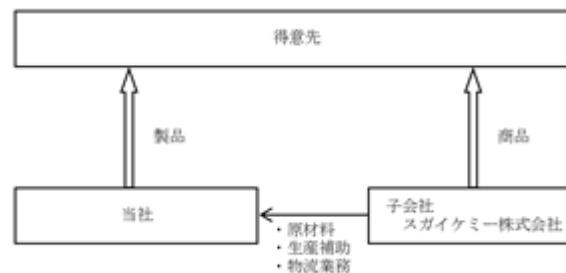 得意先
製品
商品
当社
子会社
スガイケミー株式会社
・原材料
・生産補助
・物流業務